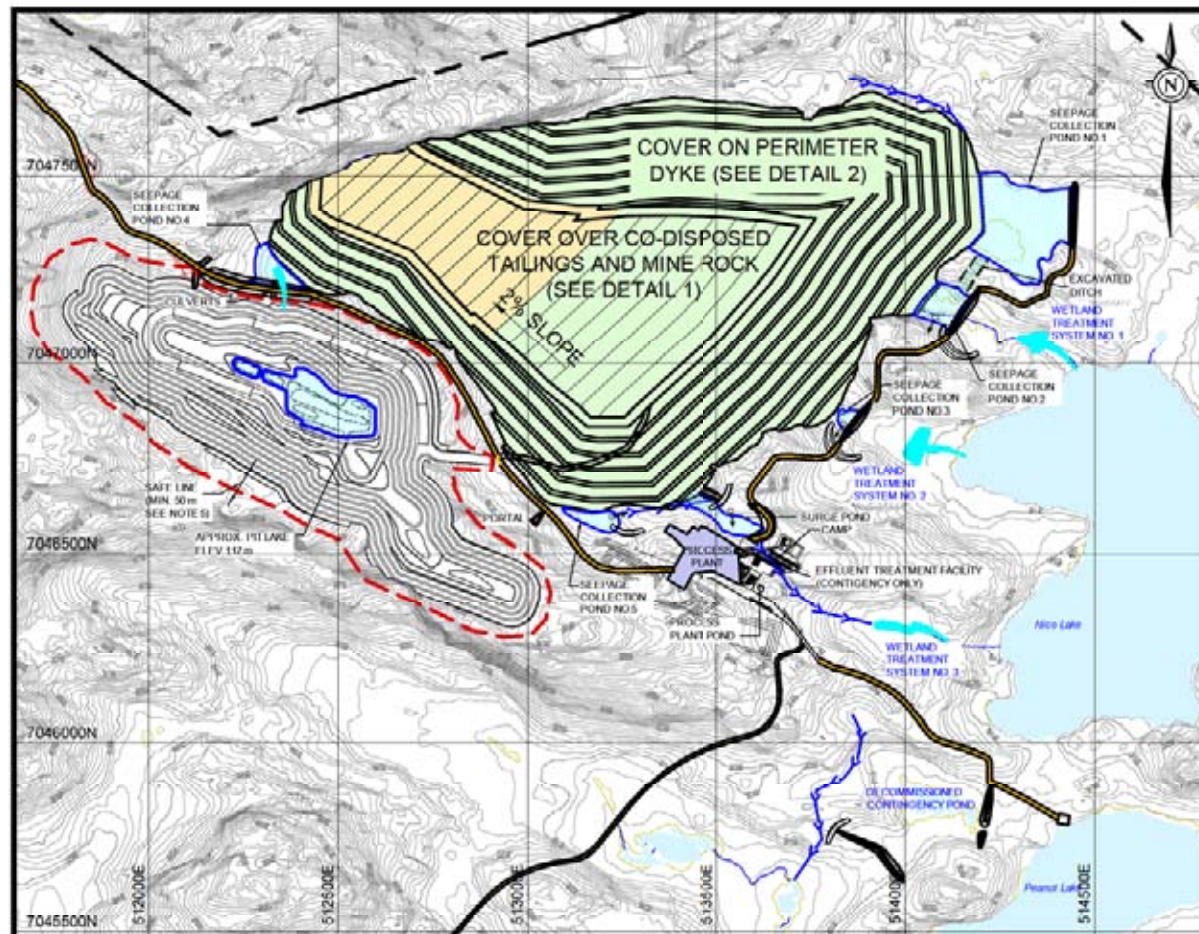 N
SEEPAGE
COLLECTION
POND NO.1
COVER ON PERIMETER
DYKE (SEE DETAIL 2)
7047500N
SEEPAGE
COLLECTION
POND NO.4
COVER OVER CO-DISPOSED
TAILINGS AND MINE ROCK
(SEE DETAIL 1)
2% SLOPE
EXCAVATED
DITCH
CULVERTS
WETLAND
TREATMENT
SYSTEM NO. 1
7047000N
SEEPAGE
COLLECTION
POND NO.2
SEEPAGE
COLLECTION
POND NO.3
WETLAND
TREATMENT
SYSTEM NO. 2
SAFE LINE
(MIN. 50m
SEE NOTE 5)
APPROX. PIT LAKE
PORTAL
SURGE POND
CAMP
7046500N
PLANT
EFFLUENT TREATMENT FACILITY
(CONTIGENCY ONLY)
SEEPAGE
COLLECTION
POND NO.5
PROCESS
PLANT POND
Nico Lake
WETLAND
TREATMENT
SYSTEM NO. 3
7046000N
DECOMMISSIONED
CONTINGENCY POND
Peanut Lake
7045500N
512000E
512500E
513000E
513500E
514000E
514500E